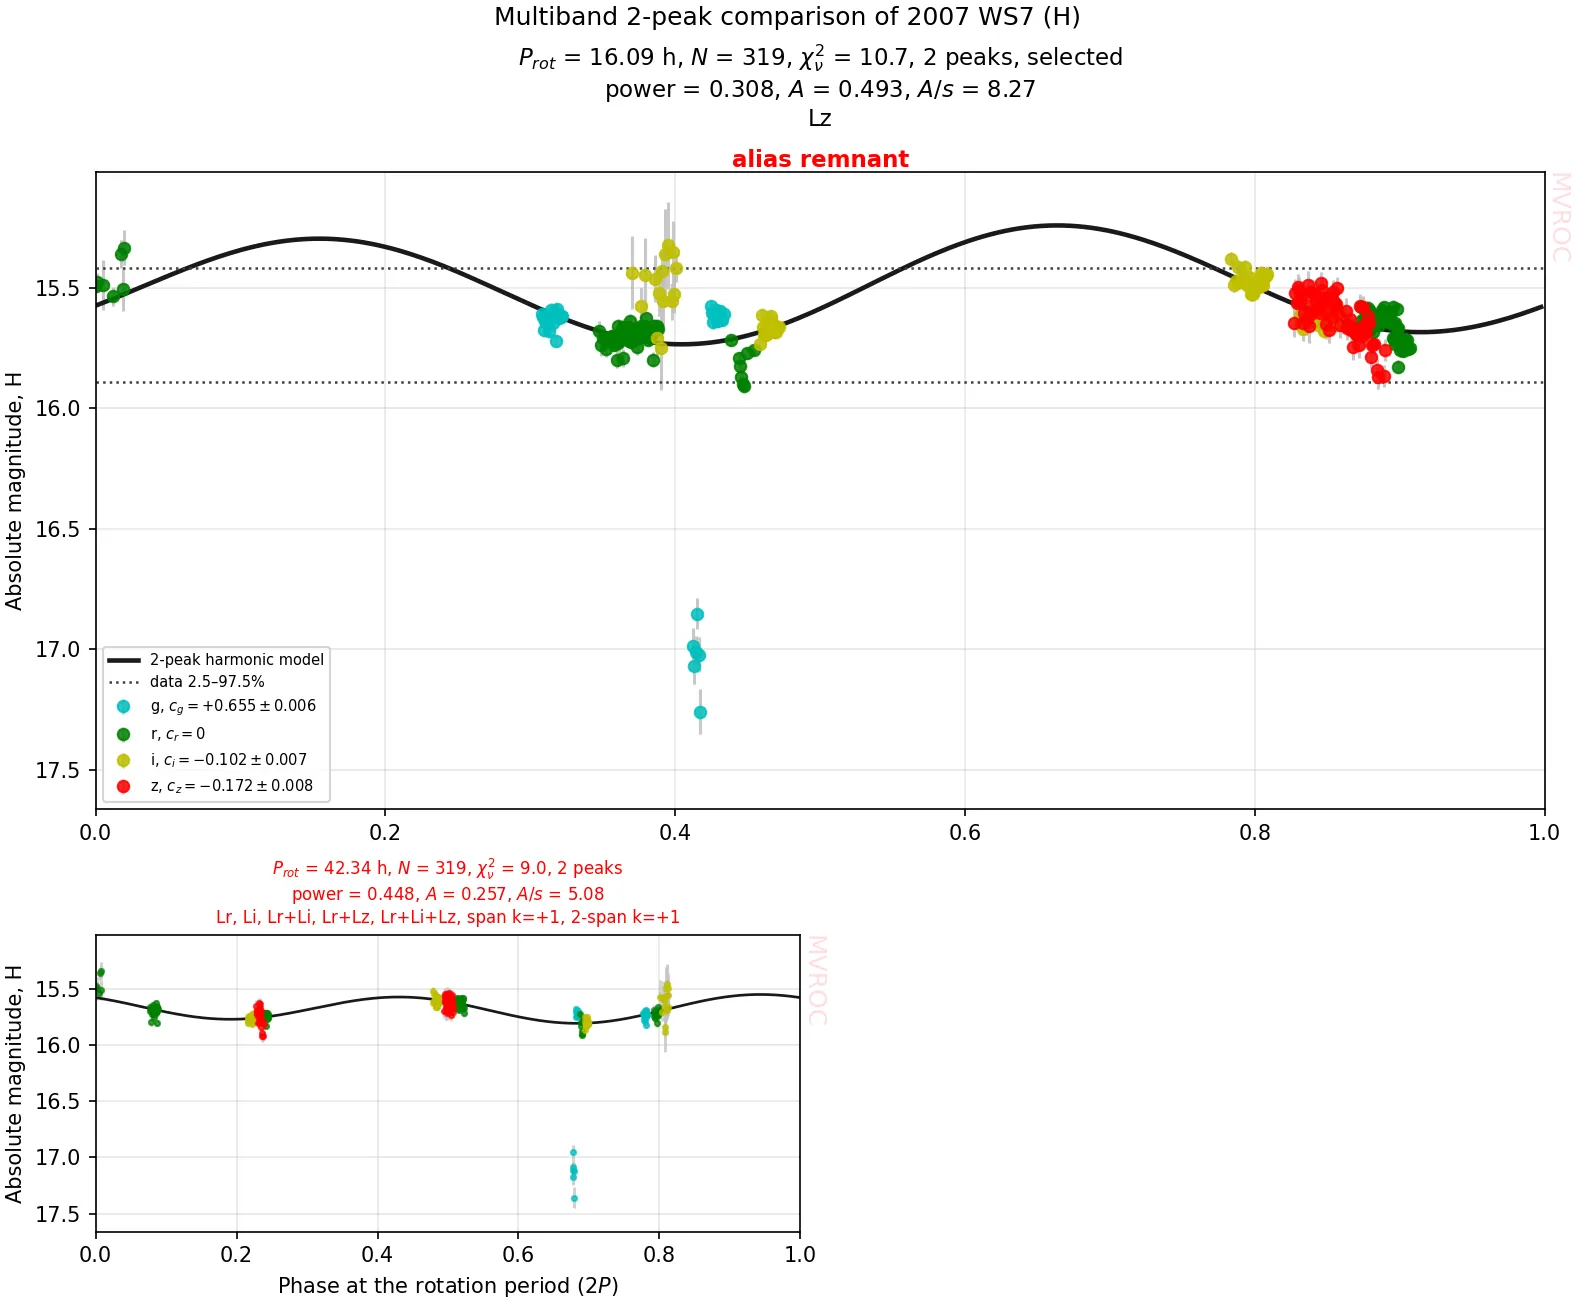 Multiband 2-peak comparison of 2007 WS7 (H)
P_rot = 16.09 h, N = 319, χ²_ν = 10.7, 2 peaks, selected
power = 0.308, A = 0.493, A/s = 8.27
Lz
alias remnant
MVROC
Absolute magnitude, H
15.5
16.0
16.5
17.0
17.5
2-peak harmonic model
data 2.5–97.5%
g, c_g = +0.655 ± 0.006
r, c_r = 0
i, c_i = −0.102 ± 0.007
z, c_z = −0.172 ± 0.008
0.0 0.2 0.4 0.6 0.8 1.0
P_rot = 42.34 h, N = 319, χ²_ν = 9.0, 2 peaks
power = 0.448, A = 0.257, A/s = 5.08
Lr, Li, Lr+Li, Lr+Lz, Lr+Li+Lz, span k=+1, 2-span k=+1
MVROC
Absolute magnitude, H
15.5
16.0
16.5
17.0
17.5
0.0 0.2 0.4 0.6 0.8 1.0
Phase at the rotation period (2P)